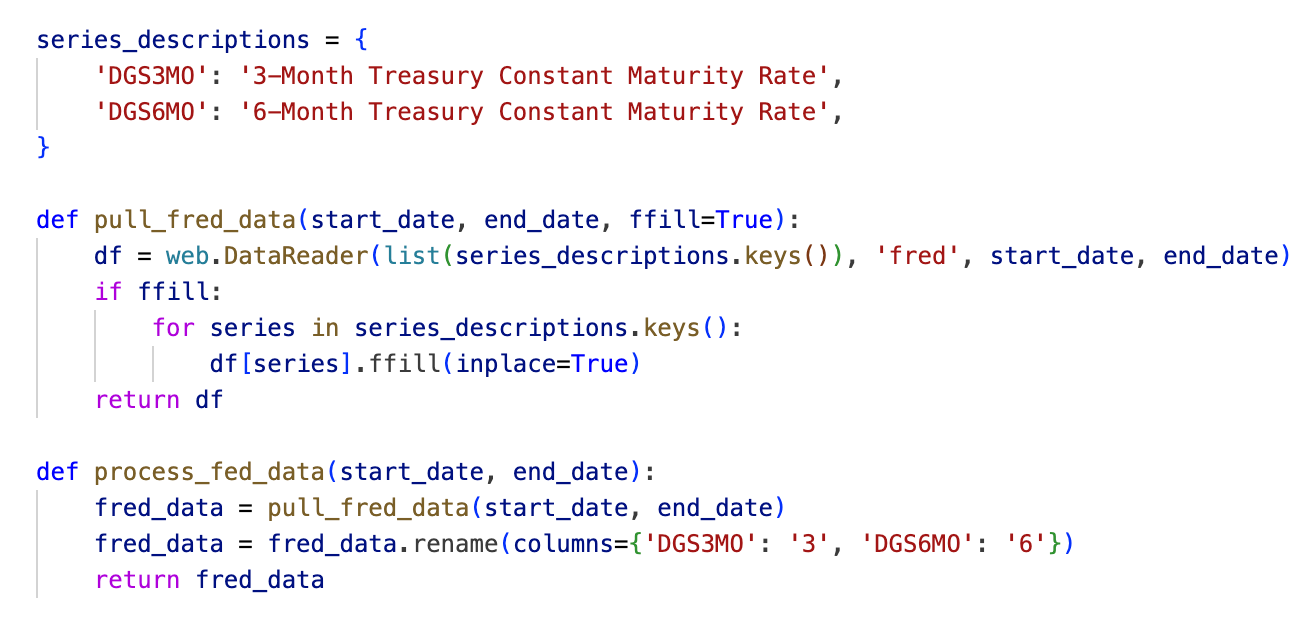 series_descriptions = {
    'DGS3MO': '3-Month Treasury Constant Maturity Rate',
    'DGS6MO': '6-Month Treasury Constant Maturity Rate',
}

def pull_fred_data(start_date, end_date, ffill=True):
    df = web.DataReader(list(series_descriptions.keys()), 'fred', start_date, end_date)
    if ffill:
        for series in series_descriptions.keys():
            df[series].ffill(inplace=True)
    return df

def process_fed_data(start_date, end_date):
    fred_data = pull_fred_data(start_date, end_date)
    fred_data = fred_data.rename(columns={'DGS3MO': '3', 'DGS6MO': '6'})
    return fred_data